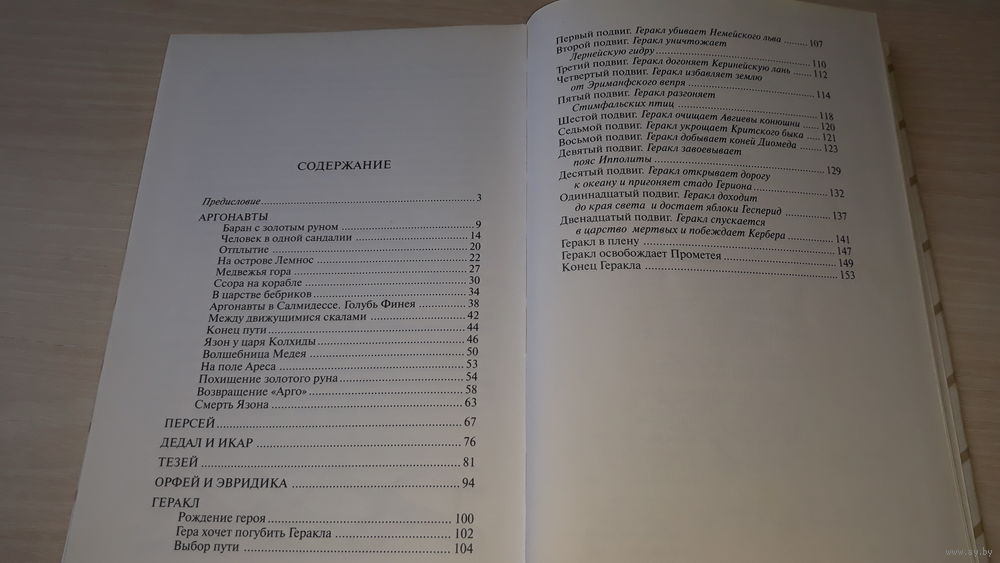 СОДЕРЖАНИЕ
Предисловие ........ 3
АРГОНАВТЫ
Баран с золотым руном ........ 9
Человек в одной сандалии ........ 14
Отплытие ........ 20
На острове Лемнос ........ 22
Медвежья гора ........ 27
Ссора на корабле ........ 30
В царстве бебриков ........ 34
Аргонавты в Салмидессе. Голубь Финея ........ 38
Между движущимися скалами ........ 42
Конец пути ........ 44
Язон у царя Колхиды ........ 46
Волшебница Медея ........ 50
На поле Ареса ........ 53
Похищение золотого руна ........ 54
Возвращение «Арго» ........ 58
Смерть Язона ........ 63
ПЕРСЕЙ ........ 67
ДЕДАЛ И ИКАР ........ 76
ТЕЗЕЙ ........ 81
ОРФЕЙ И ЭВРИДИКА ........ 94
ГЕРАКЛ
Рождение героя ........ 100
Гера хочет погубить Геракла ........ 102
Выбор пути ........ 104
Первый подвиг. Геракл убивает Немейского льва ........ 107
Второй подвиг. Геракл уничтожает
Лернейскую гидру ........ 110
Третий подвиг. Геракл догоняет Керинейскую лань ........ 112
Четвертый подвиг. Геракл избавляет землю
от Эриманфского вепря ........ 114
Пятый подвиг. Геракл разгоняет
Стимфальских птиц ........ 118
Шестой подвиг. Геракл очищает Авгиевы конюшни ........ 120
Седьмой подвиг. Геракл укрощает Критского быка ........ 121
Восьмой подвиг. Геракл добывает коней Диомеда ........ 123
Девятый подвиг. Геракл завоевывает
пояс Ипполиты ........ 129
Десятый подвиг. Геракл открывает дорогу
к океану и пригоняет стадо Гериона ........ 132
Одиннадцатый подвиг. Геракл доходит
до края света и достает яблоки Гесперид ........ 137
Двенадцатый подвиг. Геракл спускается
в царство мертвых и побеждает Кербера ........ 141
Геракл в плену ........ 147
Геракл освобождает Прометея ........ 149
Конец Геракла ........ 153
www.ay.by